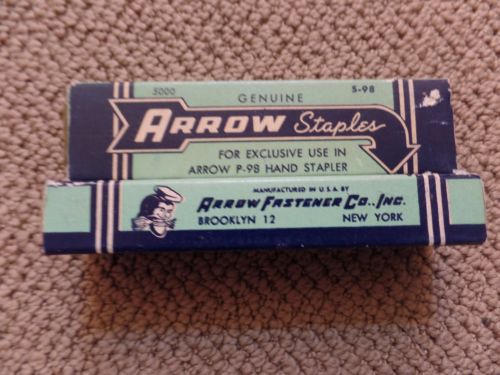 5000 GENUINE S-98
ARROW Staples
FOR EXCLUSIVE USE IN
ARROW P-98 HAND STAPLER
MANUFACTURED IN U.S.A. BY
ARROW FASTENER CO., INC.
BROOKLYN 12 NEW YORK